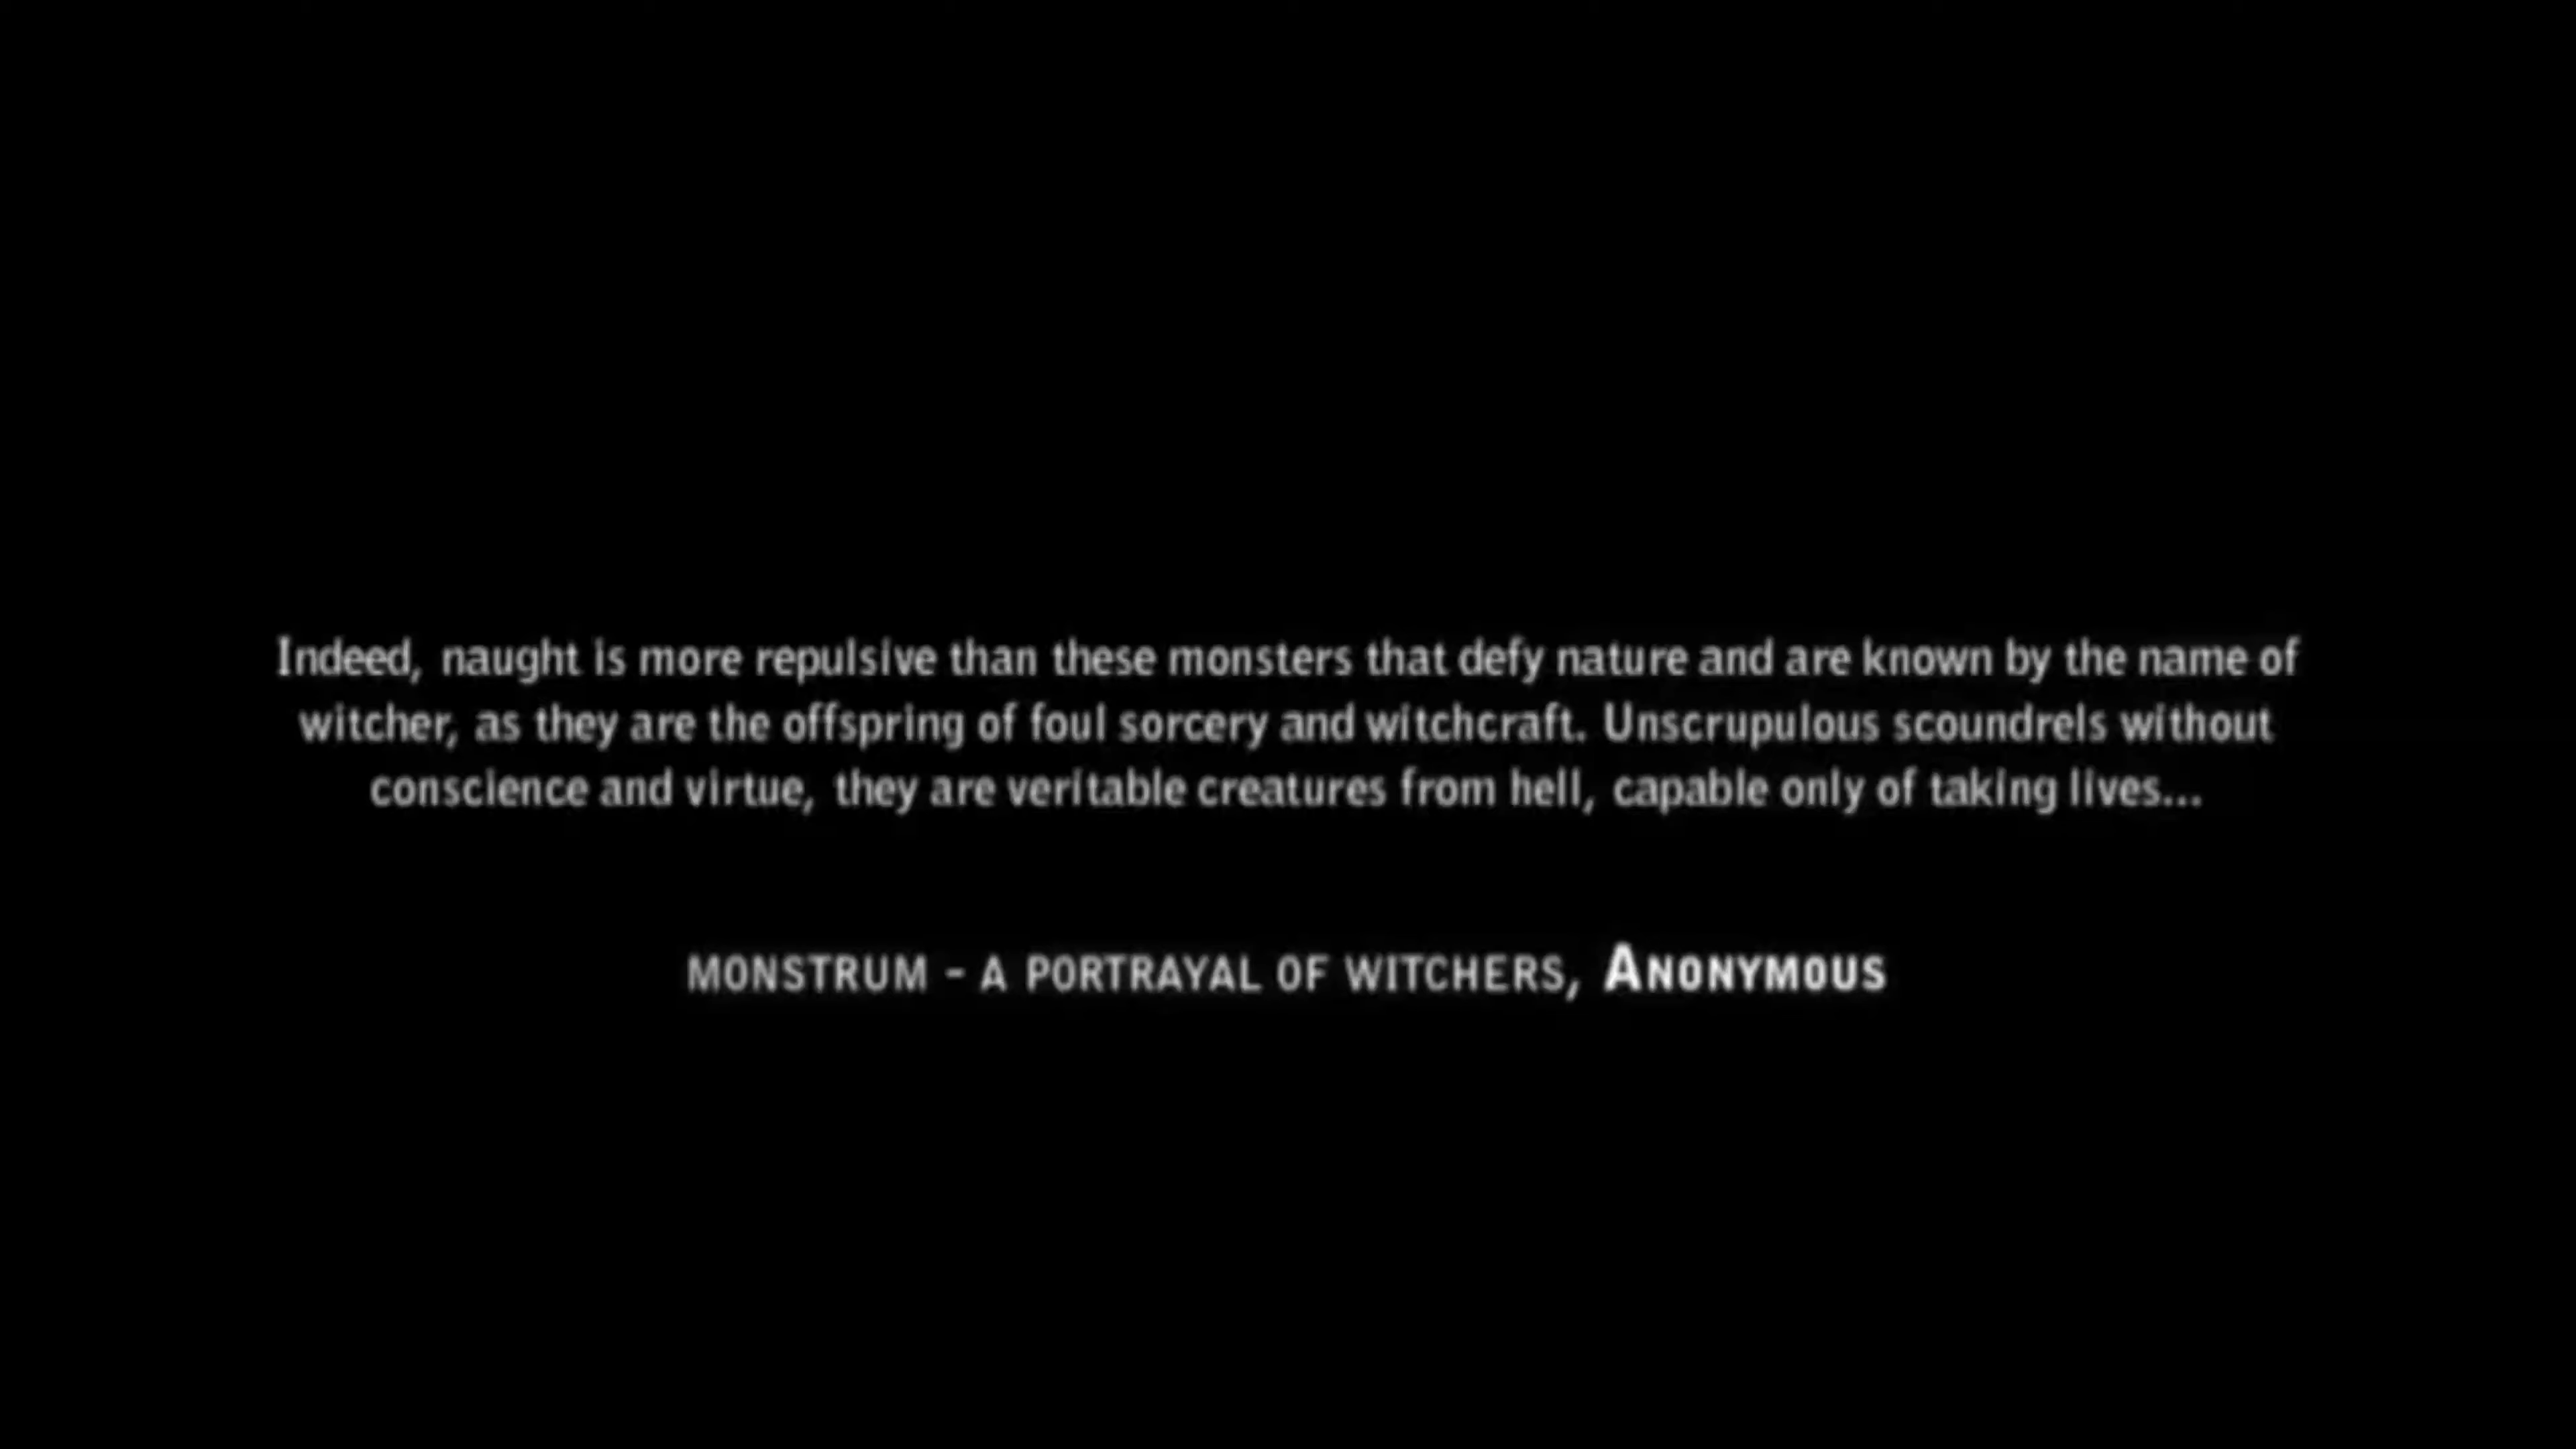 Indeed, naught is more repulsive than these monsters that defy nature and are known by the name of
witcher, as they are the offspring of foul sorcery and witchcraft. Unscrupulous scoundrels without
conscience and virtue, they are veritable creatures from hell, capable only of taking lives...
MONSTRUM - A PORTRAYAL OF WITCHERS, ANONYMOUS